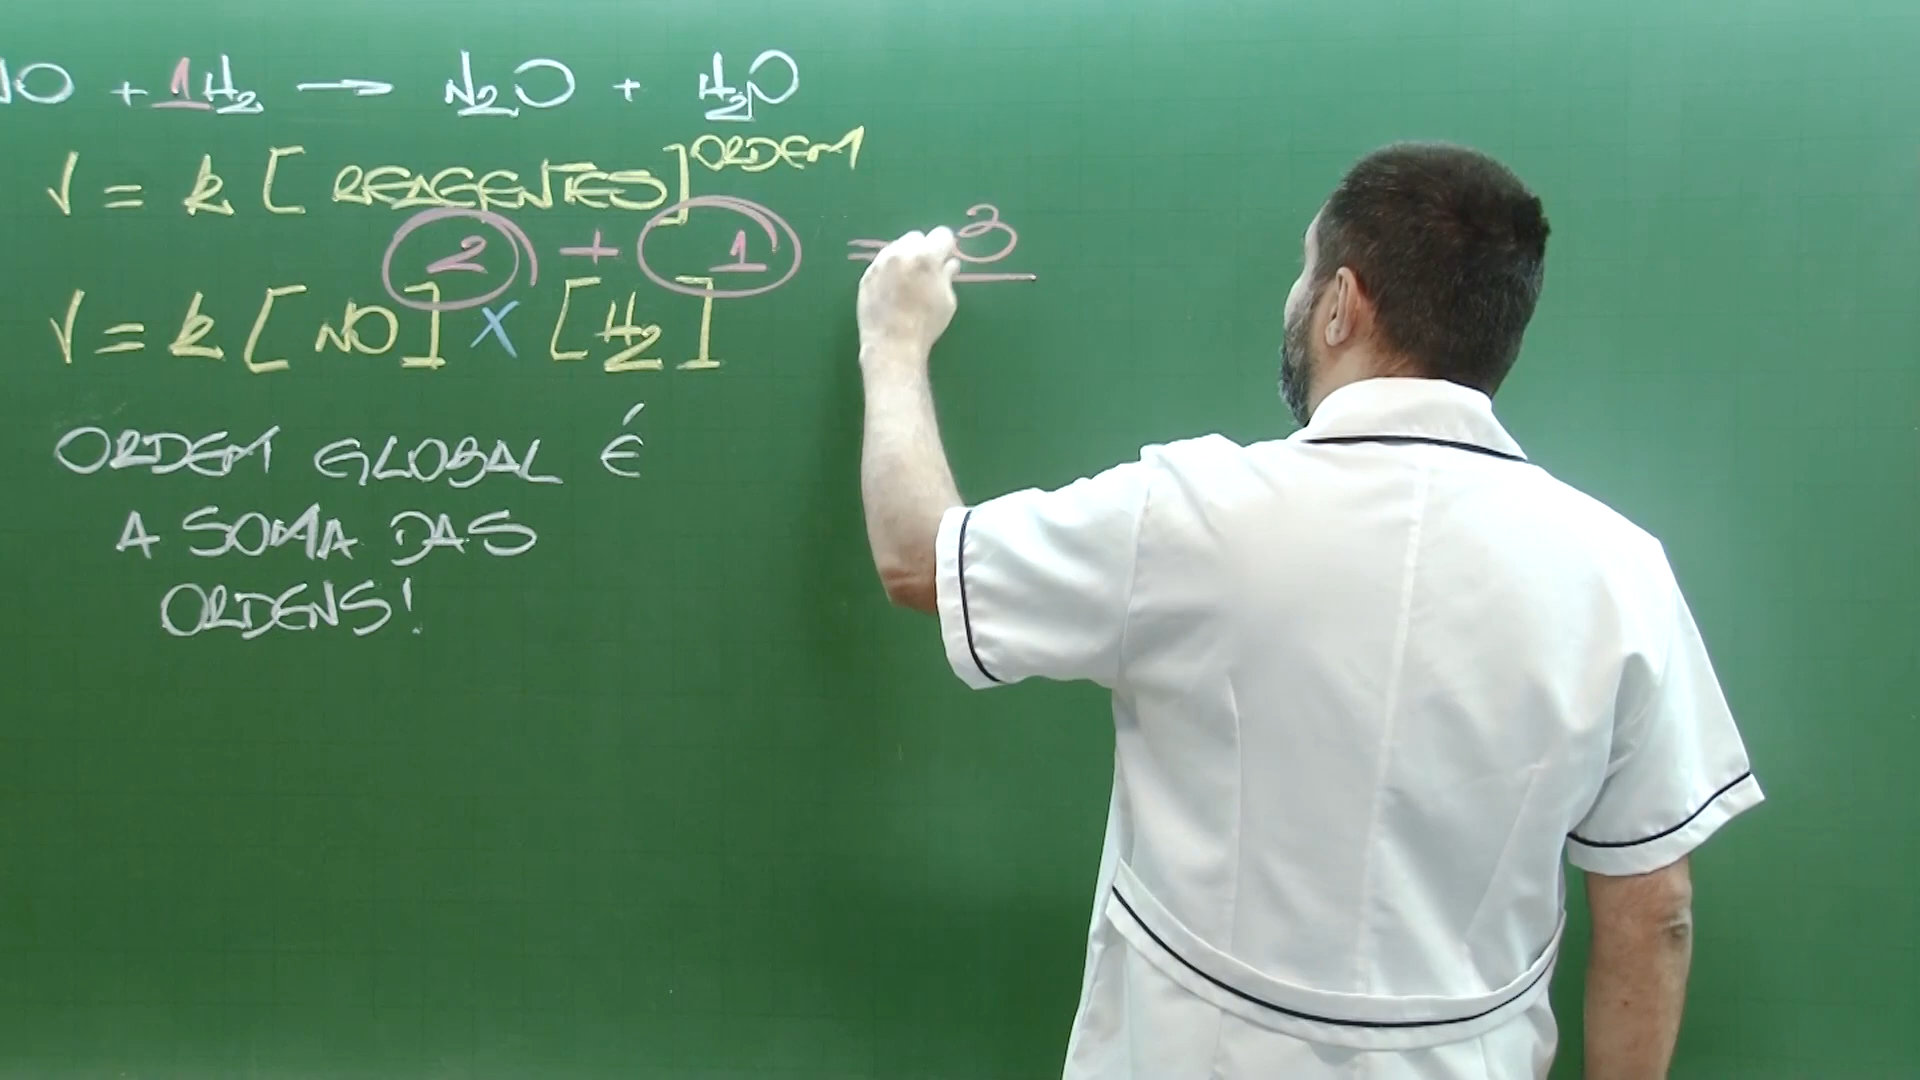 NO + 1H₂ → N₂O + H₂O
V = k [REAGENTES]^ORDEM
2 + 1 = 3
V = k [NO] x [H₂]
ORDEM GLOBAL É
A SOMA DAS
ORDENS!